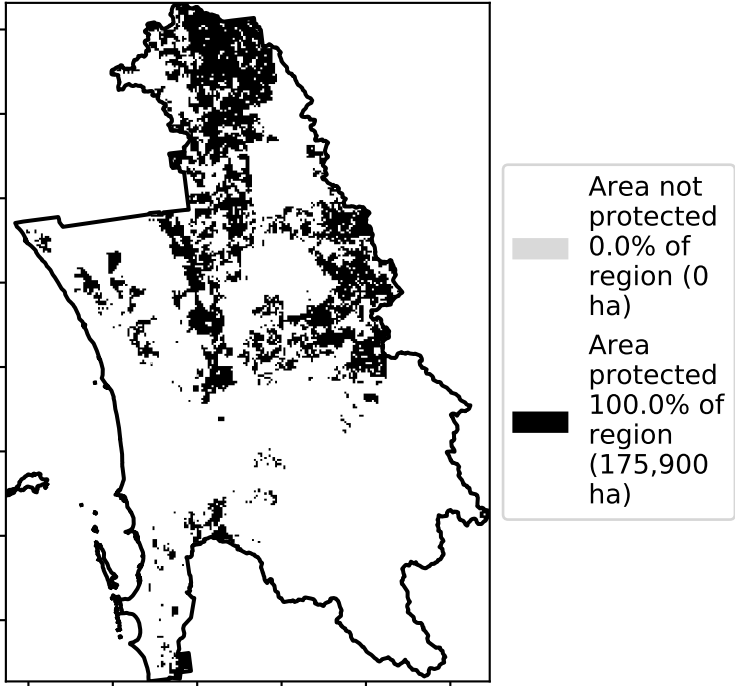 Area not
protected
0.0% of
region (0
ha)
Area
protected
100.0% of
region
(175,900
ha)